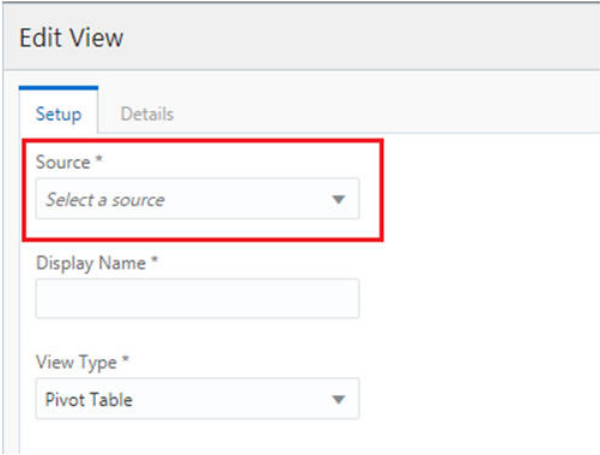 Edit View
Setup Details
Source *
Select a source
Display Name *
View Type *
Pivot Table